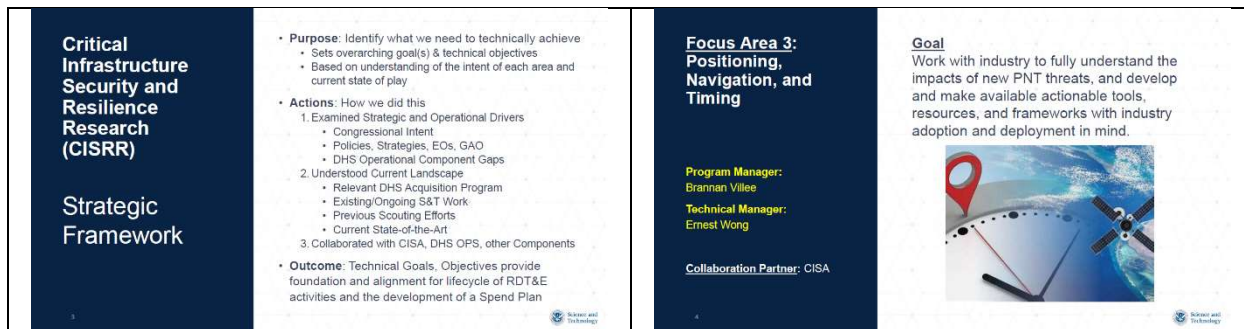 Critical
Infrastructure
Security and
Resilience
Research
(CISRR)
Strategic
Framework
• Purpose: Identify what we need to technically achieve
• Sets overarching goal(s) & technical objectives
• Based on understanding of the intent of each area and
current state of play
• Actions: How we did this
1. Examined Strategic and Operational Drivers
• Congressional Intent
• Policies, Strategies, EOs, GAO
• DHS Operational Component Gaps
2. Understood Current Landscape
• Relevant DHS Acquisition Program
• Existing/Ongoing S&T Work
• Previous Scouting Efforts
• Current State-of-the-Art
3. Collaborated with CISA, DHS OPS, other Components
• Outcome: Technical Goals, Objectives provide
foundation and alignment for lifecycle of RDT&E
activities and the development of a Spend Plan
3
Science and
Technology
Focus Area 3:
Positioning,
Navigation, and
Timing
Program Manager:
Brannan Villee
Technical Manager:
Ernest Wong
Collaboration Partner: CISA
Goal
Work with industry to fully understand the
impacts of new PNT threats, and develop
and make available actionable tools,
resources, and frameworks with industry
adoption and deployment in mind.
4
Science and
Technology